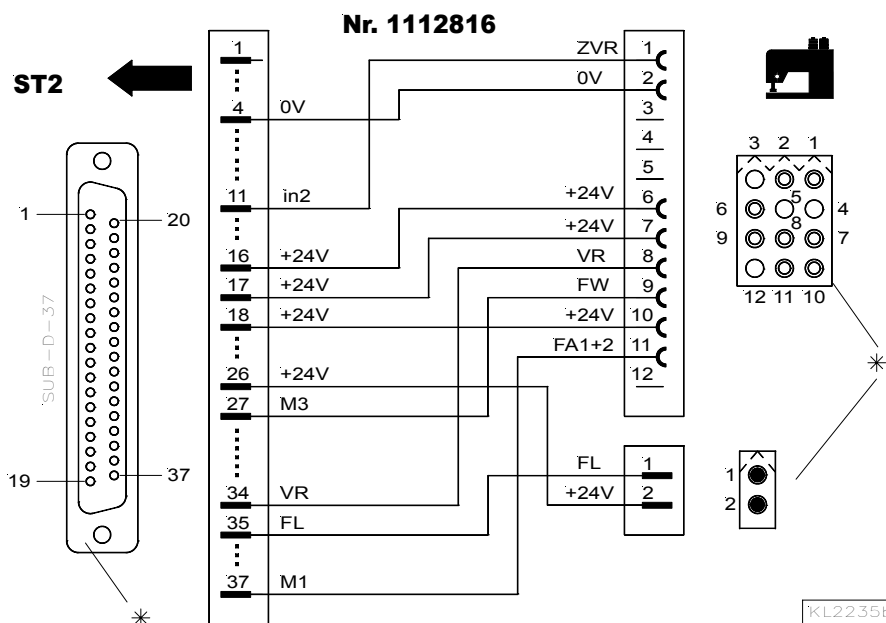 Nr. 1112816
ST2
1
4 0V
11 in2
16 +24V
17 +24V
18 +24V
26 +24V
27 M3
34 VR
35 FL
37 M1
ZVR 1
0V 2
3
4
5
+24V 6
+24V 7
VR 8
FW 9
+24V 10
FA1+2 11
12
FL 1
+24V 2
1 20
SUB-D-37
19 37
3 2 1
6 5 4
9 8 7
12 11 10
1
2
KL2235b